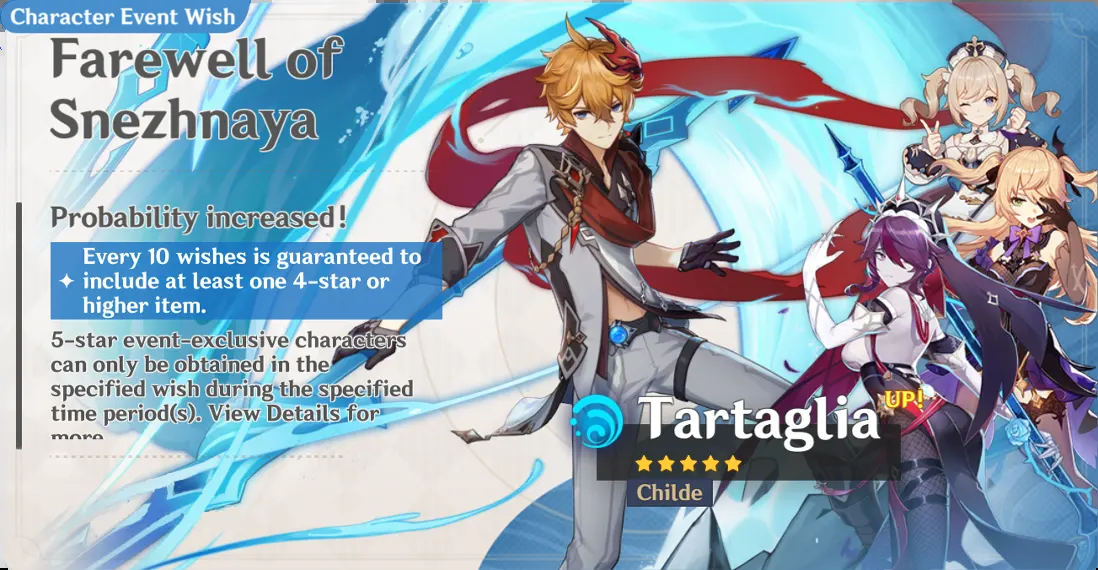 Character Event Wish
Farewell of
Snezhnaya
Probability increased!
Every 10 wishes is guaranteed to
include at least one 4-star or
higher item.
5-star event-exclusive characters
can only be obtained in the
specified wish during the specified
time period(s). View Details for
more
Tartaglia
UP!
Childe